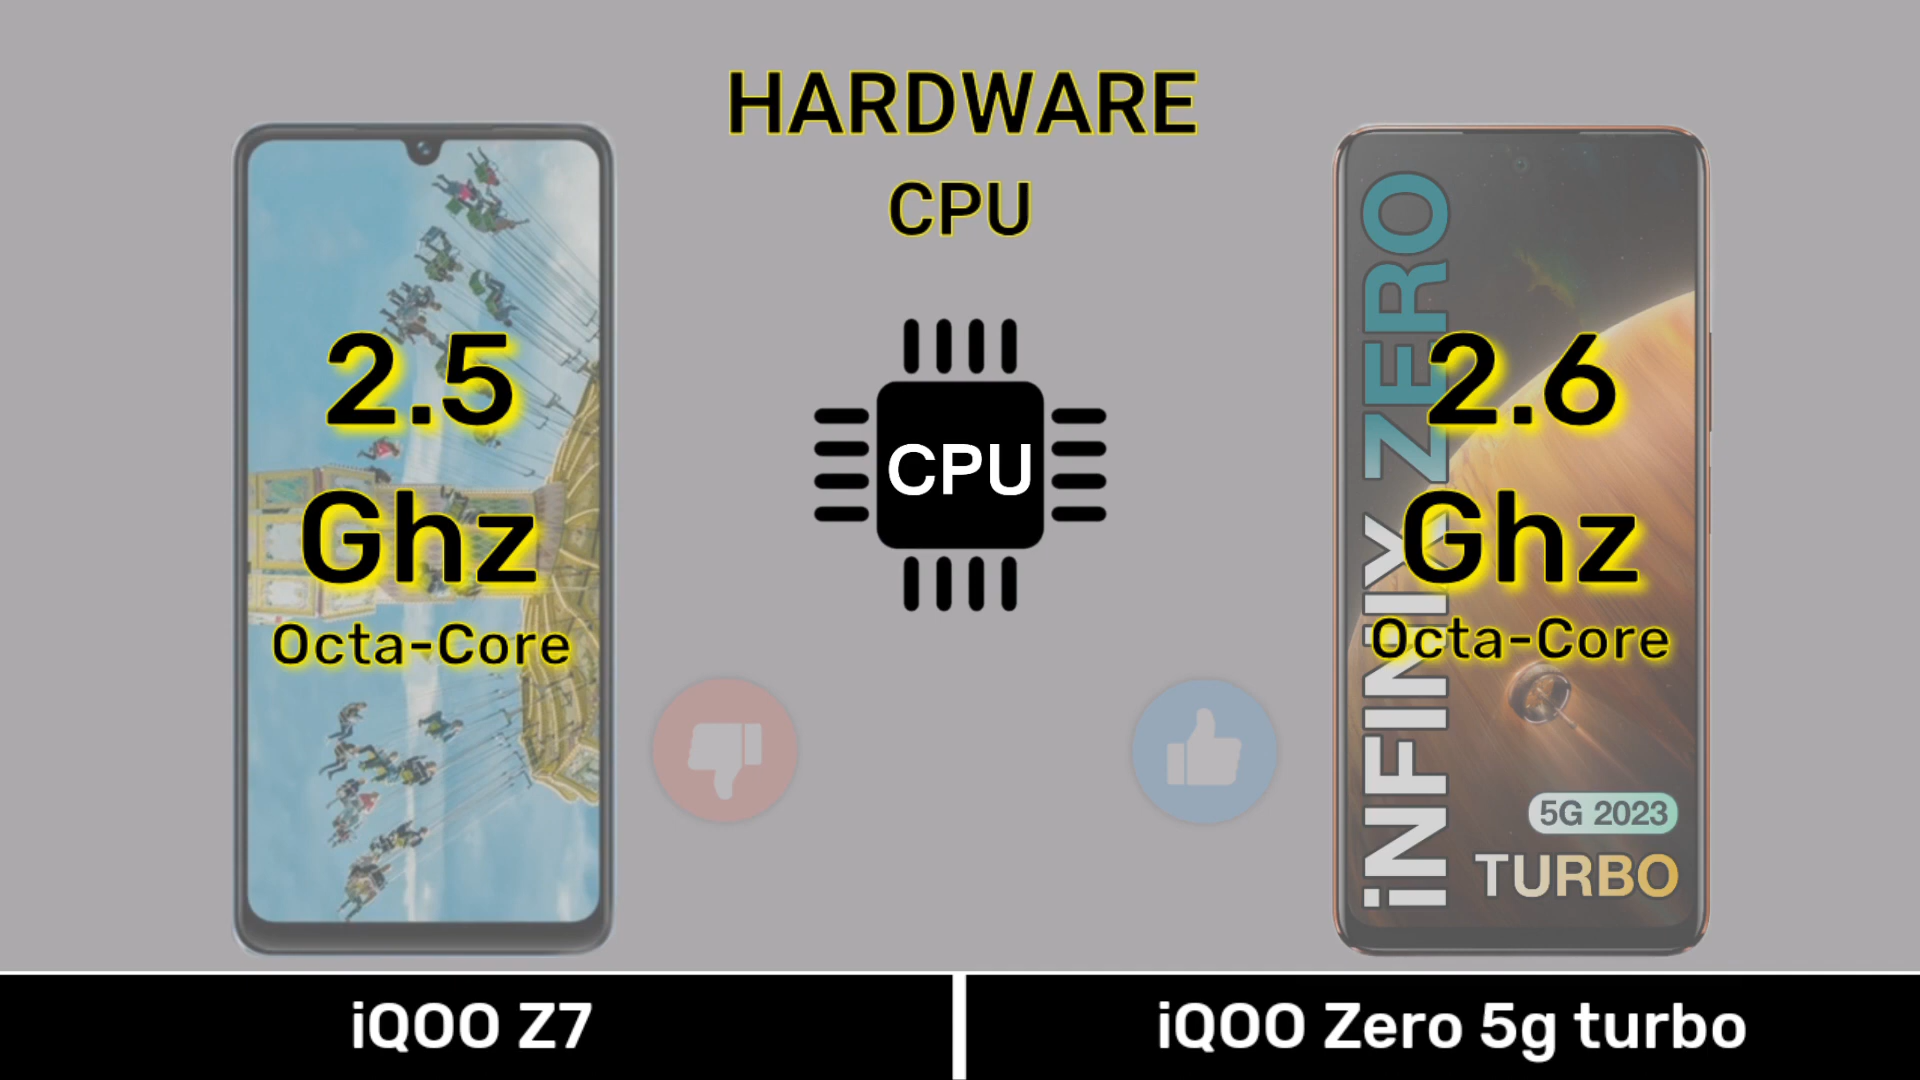 HARDWARE
CPU
2.5
Ghz
Octa-Core
CPU
2.6
Ghz
Octa-Core
iNFINIX ZERO
5G 2023
TURBO
iQOO Z7
iQOO Zero 5g turbo